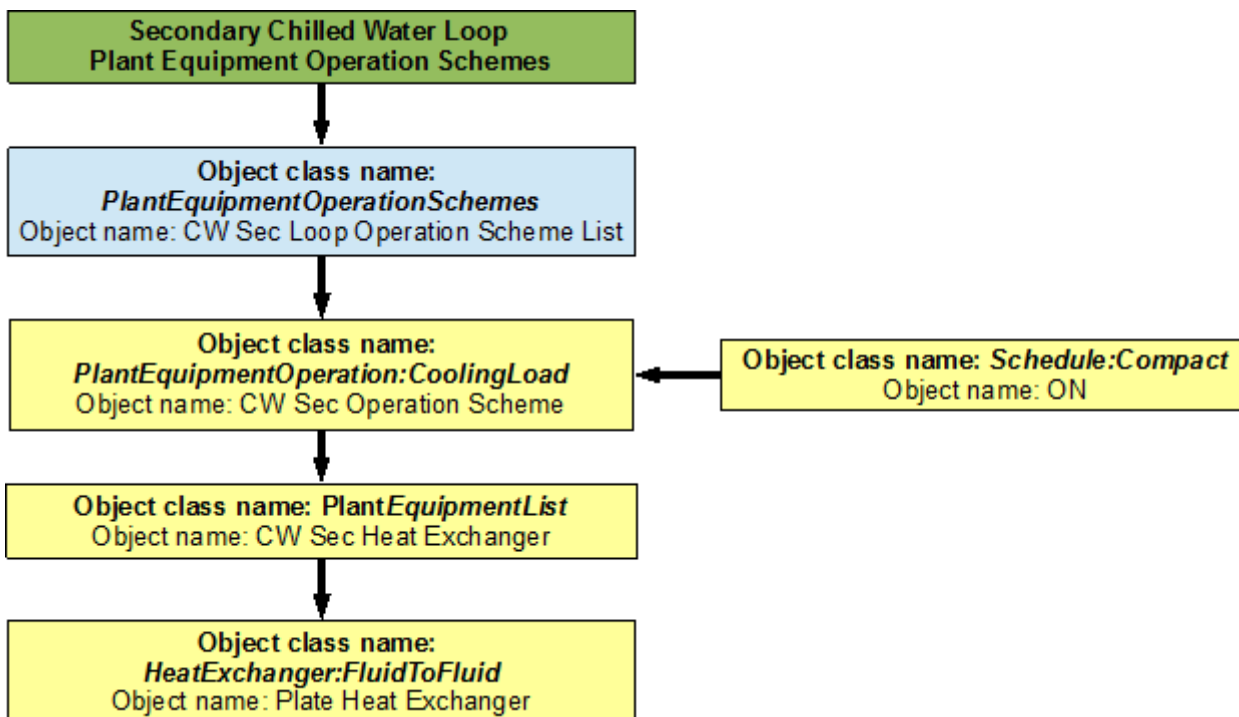 Secondary Chilled Water Loop
Plant Equipment Operation Schemes
Object class name:
PlantEquipmentOperationSchemes
Object name: CW Sec Loop Operation Scheme List
Object class name:
PlantEquipmentOperation:CoolingLoad
Object name: CW Sec Operation Scheme
Object class name: Schedule:Compact
Object name: ON
Object class name: PlantEquipmentList
Object name: CW Sec Heat Exchanger
Object class name:
HeatExchanger:FluidToFluid
Object name: Plate Heat Exchanger